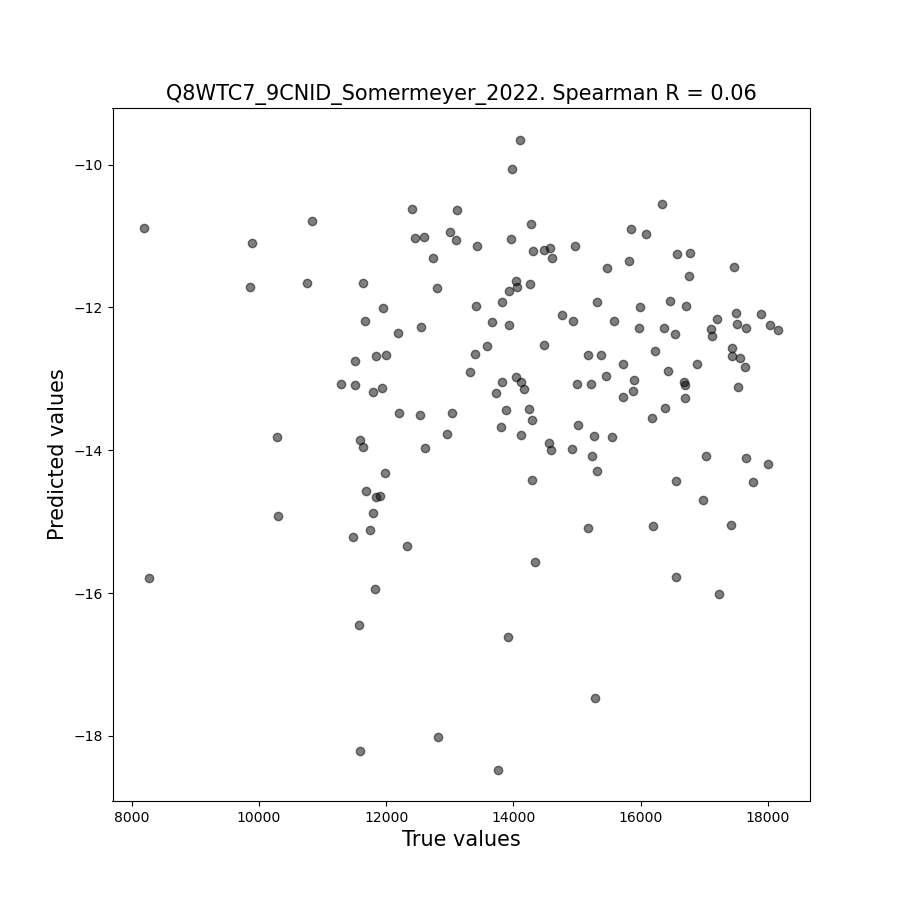 Q8WTC7_9CNID_Somermeyer_2022. Spearman R = 0.06
−10
−12
−14
−16
−18
Predicted values
8000 10000 12000 14000 16000 18000
True values